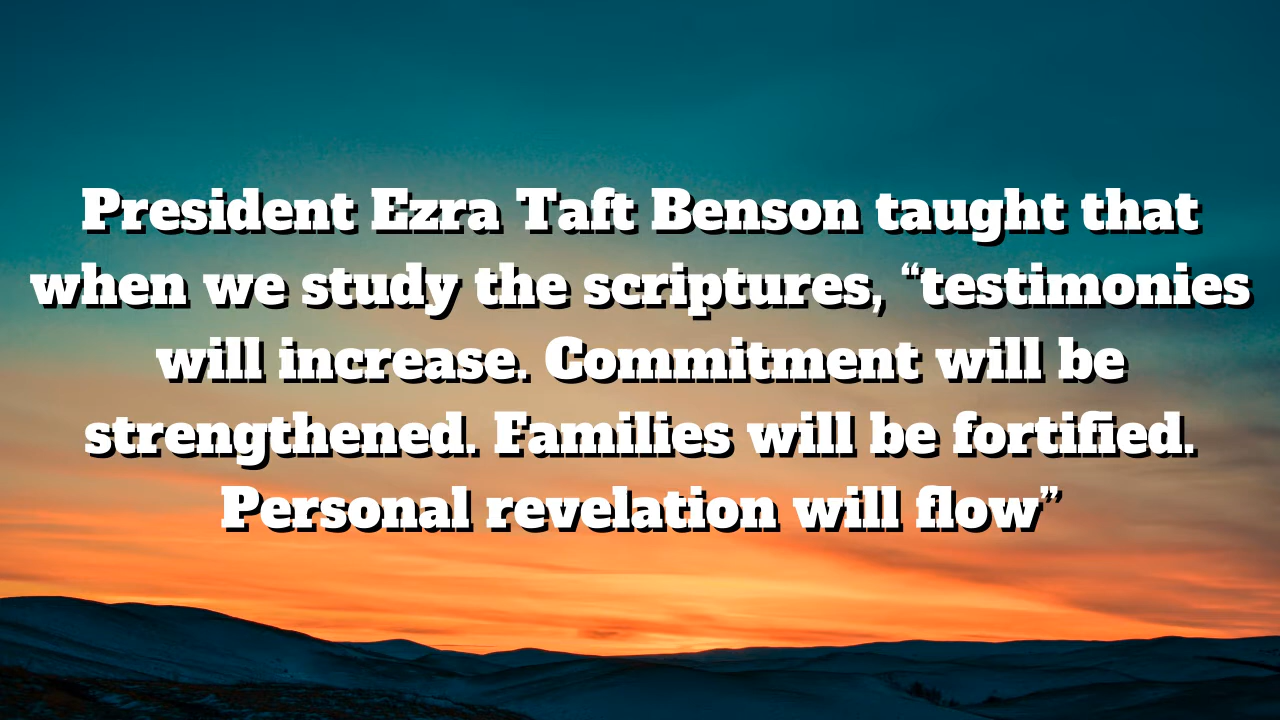 President Ezra Taft Benson taught that
when we study the scriptures, “testimonies
will increase. Commitment will be
strengthened. Families will be fortified.
Personal revelation will flow”